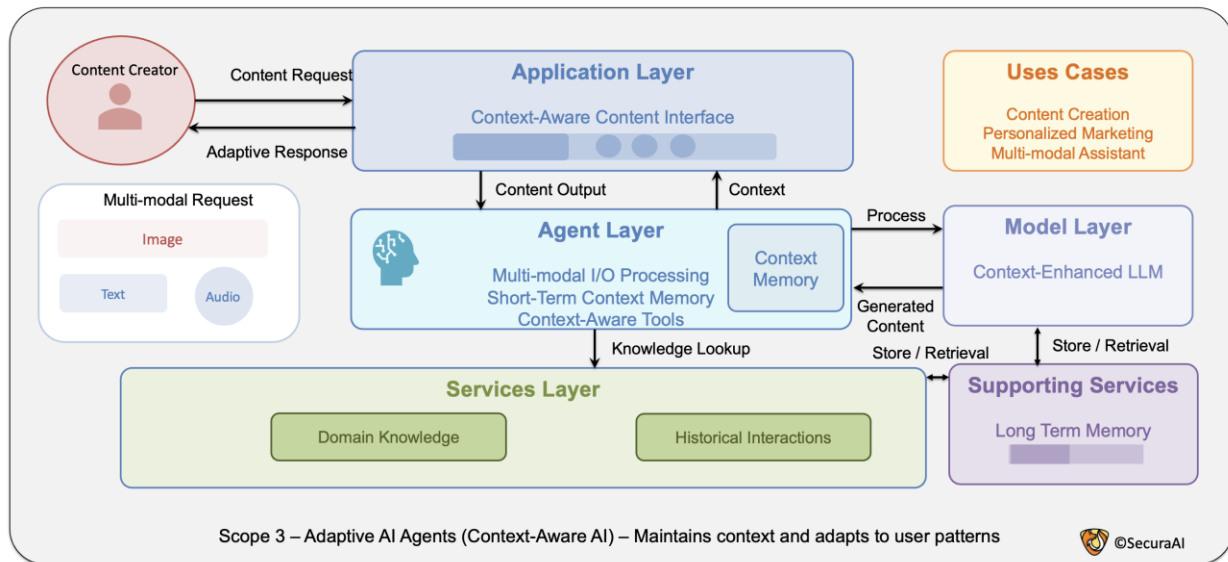 Content Creator
Content Request
Adaptive Response
Application Layer
Context-Aware Content Interface
Uses Cases
Content Creation
Personalized Marketing
Multi-modal Assistant
Content Output
Context
Multi-modal Request
Image
Text
Audio
Agent Layer
Multi-modal I/O Processing
Short-Term Context Memory
Context-Aware Tools
Context
Memory
Process
Generated
Content
Model Layer
Context-Enhanced LLM
Knowledge Lookup
Store / Retrieval
Store / Retrieval
Services Layer
Domain Knowledge
Historical Interactions
Supporting Services
Long Term Memory
Scope 3 – Adaptive AI Agents (Context-Aware AI) – Maintains context and adapts to user patterns
©SecuraAI